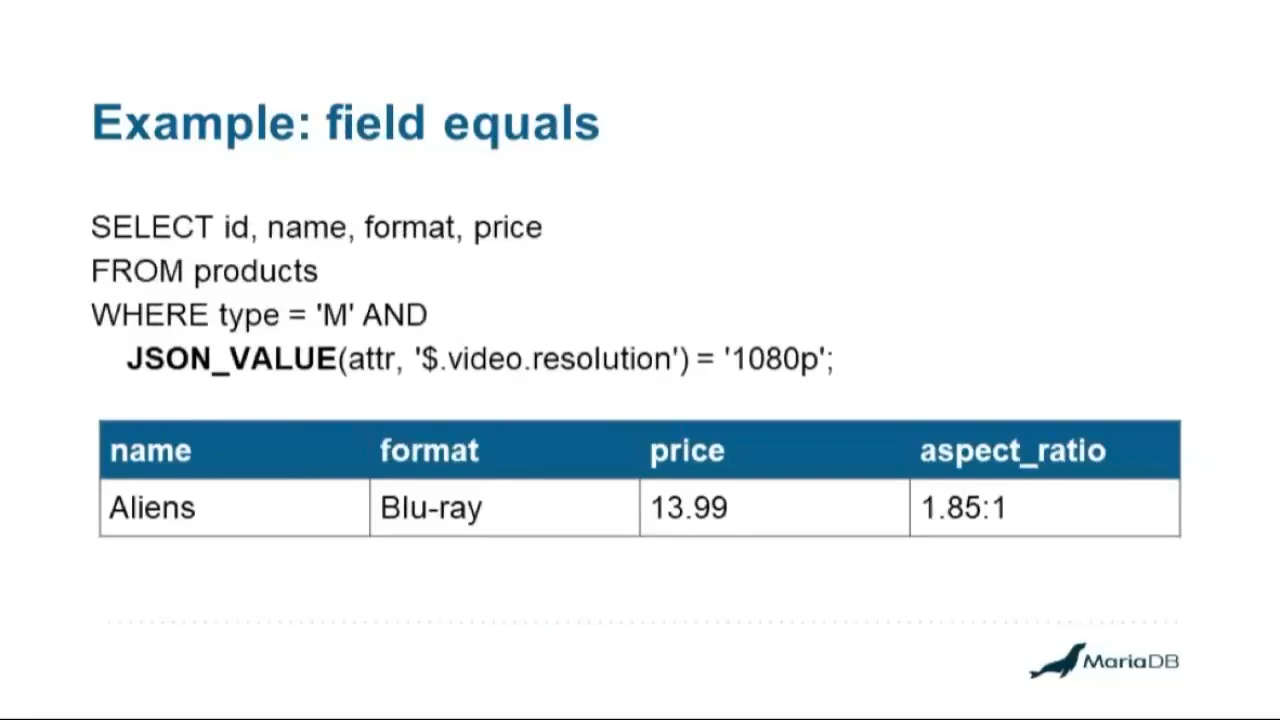 Example: field equals
SELECT id, name, format, price
FROM products
WHERE type = 'M' AND
JSON_VALUE(attr, '$.video.resolution') = '1080p';
name format price aspect_ratio
Aliens Blu-ray 13.99 1.85:1
MariaDB